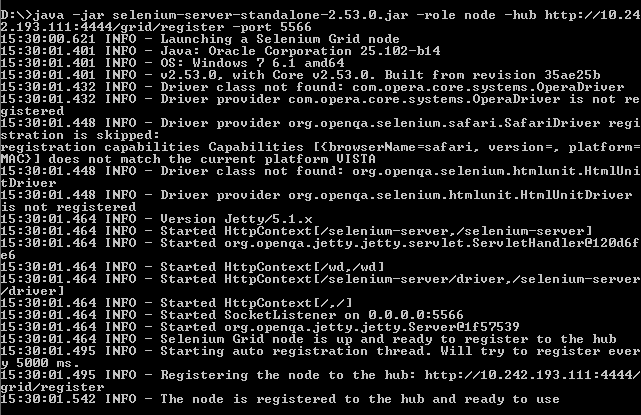 D:\>java -jar selenium-server-standalone-2.53.0.jar -role node -hub http://10.24
2.193.111:4444/grid/register -port 5566
15:30:00.621 INFO - Launching a Selenium Grid node
15:30:01.401 INFO - Java: Oracle Corporation 25.102-b14
15:30:01.401 INFO - OS: Windows 7 6.1 amd64
15:30:01.401 INFO - v2.53.0, with Core v2.53.0. Built from revision 35ae25b
15:30:01.432 INFO - Driver class not found: com.opera.core.systems.OperaDriver
15:30:01.432 INFO - Driver provider com.opera.core.systems.OperaDriver is not re
gistered
15:30:01.448 INFO - Driver provider org.openqa.selenium.safari.SafariDriver regi
stration is skipped:
registration capabilities Capabilities [{browserName=safari, version=, platform=
MAC}] does not match the current platform VISTA
15:30:01.448 INFO - Driver class not found: org.openqa.selenium.htmlunit.HtmlUni
tDriver
15:30:01.448 INFO - Driver provider org.openqa.selenium.htmlunit.HtmlUnitDriver
is not registered
15:30:01.464 INFO - Version Jetty/5.1.x
15:30:01.464 INFO - Started HttpContext[/selenium-server,/selenium-server]
15:30:01.464 INFO - Started org.openqa.jetty.jetty.servlet.ServletHandler@120d6f
e6
15:30:01.464 INFO - Started HttpContext[/wd,/wd]
15:30:01.464 INFO - Started HttpContext[/selenium-server/driver,/selenium-server
/driver]
15:30:01.464 INFO - Started HttpContext[/,/]
15:30:01.464 INFO - Started SocketListener on 0.0.0.0:5566
15:30:01.464 INFO - Started org.openqa.jetty.jetty.Server@1f57539
15:30:01.464 INFO - Selenium Grid node is up and ready to register to the hub
15:30:01.495 INFO - Starting auto registration thread. Will try to register ever
y 5000 ms.
15:30:01.495 INFO - Registering the node to the hub: http://10.242.193.111:4444/
grid/register
15:30:01.542 INFO - The node is registered to the hub and ready to use